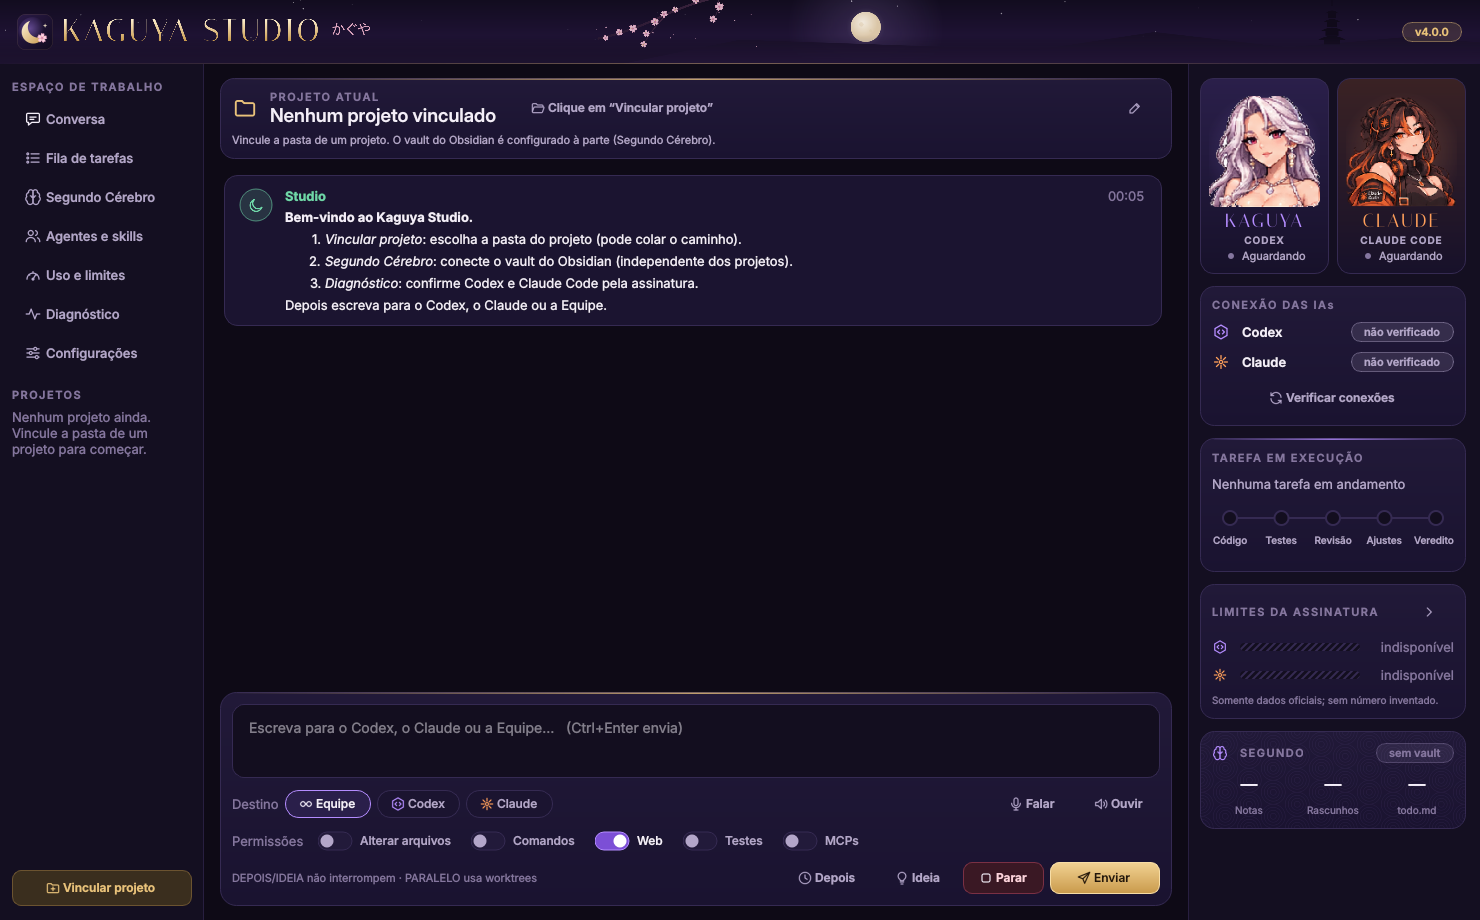 KAGUYA STUDIO かぐや
v4.0.0
ESPAÇO DE TRABALHO
Conversa
Fila de tarefas
Segundo Cérebro
Agentes e skills
Uso e limites
Diagnóstico
Configurações
PROJETOS
Nenhum projeto ainda.
Vincule a pasta de um
projeto para começar.
Vincular projeto
PROJETO ATUAL
Nenhum projeto vinculado
Clique em “Vincular projeto”
Vincule a pasta de um projeto. O vault do Obsidian é configurado à parte (Segundo Cérebro).
Studio
00:05
Bem-vindo ao Kaguya Studio.
1. Vincular projeto: escolha a pasta do projeto (pode colar o caminho).
2. Segundo Cérebro: conecte o vault do Obsidian (independente dos projetos).
3. Diagnóstico: confirme Codex e Claude Code pela assinatura.
Depois escreva para o Codex, o Claude ou a Equipe.
Escreva para o Codex, o Claude ou a Equipe... (Ctrl+Enter envia)
Destino Equipe Codex Claude Falar Ouvir
Permissões Alterar arquivos Comandos Web Testes MCPs
DEPOIS/IDEIA não interrompem · PARALELO usa worktrees Depois Ideia Parar Enviar
KAGUYA
CODEX
Aguardando
CLAUDE
CLAUDE CODE
Aguardando
CONEXÃO DAS IAs
Codex não verificado
Claude não verificado
Verificar conexões
TAREFA EM EXECUÇÃO
Nenhuma tarefa em andamento
Código Testes Revisão Ajustes Veredito
LIMITES DA ASSINATURA
indisponível
indisponível
Somente dados oficiais; sem número inventado.
SEGUNDO sem vault
— — —
Notas Rascunhos todo.md